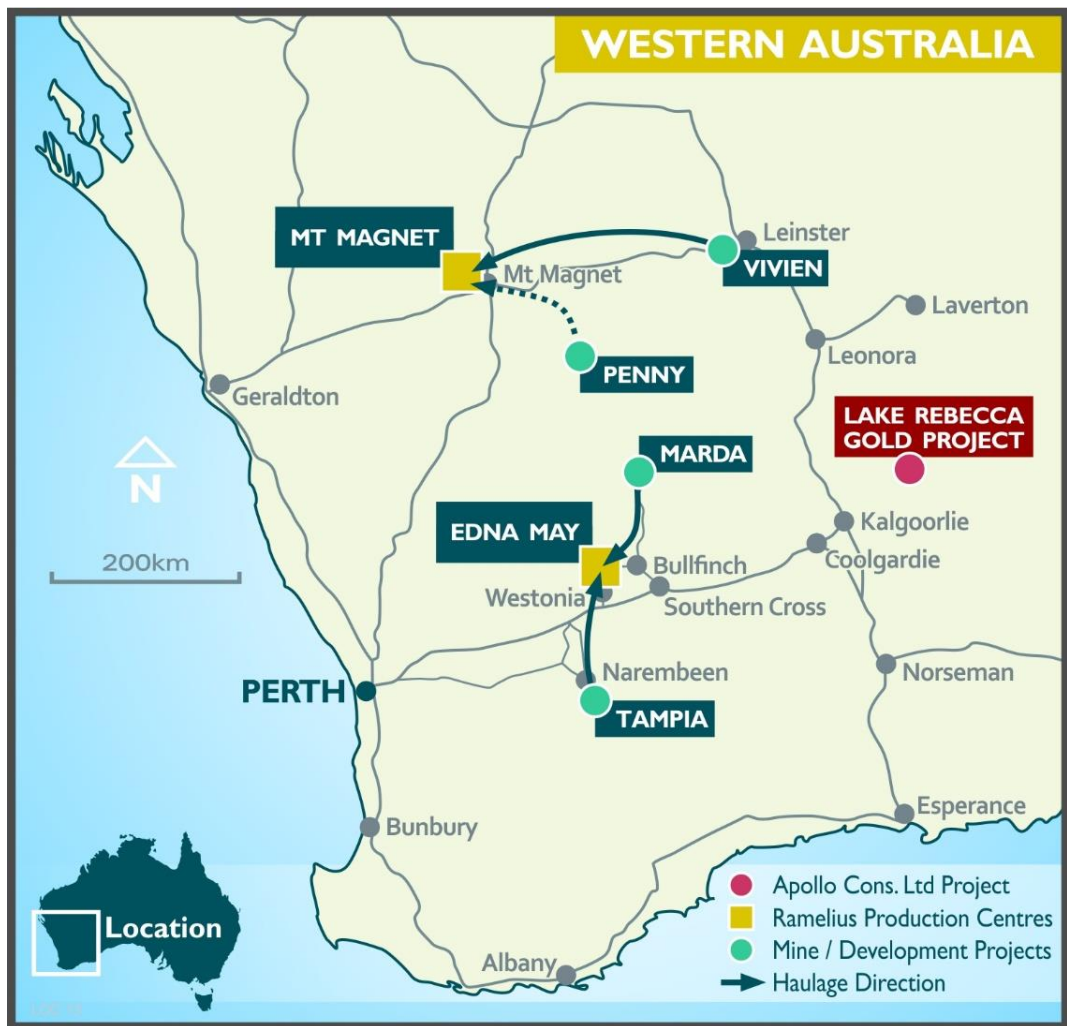 WESTERN AUSTRALIA
MT MAGNET
Mt Magnet
Leinster
VIVIEN
Laverton
Leonora
PENNY
Geraldton
LAKE REBECCA
GOLD PROJECT
MARDA
N
200km
EDNA MAY
Kalgoorlie
Coolgardie
Bullfinch
Westonia
Southern Cross
Norseman
Narembeen
PERTH
TAMPIA
Esperance
Bunbury
Location
Albany
Apollo Cons. Ltd Project
Ramelius Production Centres
Mine / Development Projects
Haulage Direction